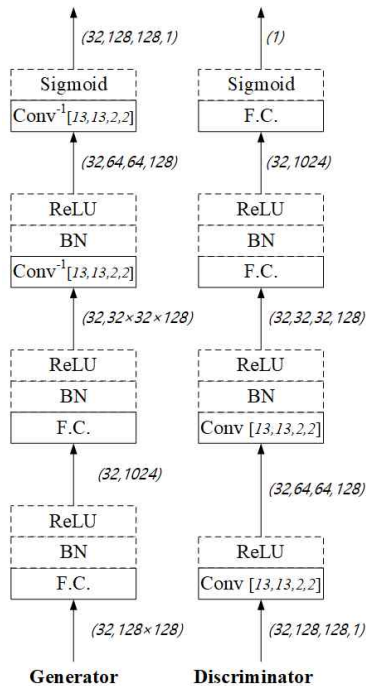 (32,128,128,1)
Sigmoid
Conv⁻¹[13,13,2,2]
(32,64,64,128)
ReLU
BN
Conv⁻¹[13,13,2,2]
(32,32×32×128)
ReLU
BN
F.C.
(32,1024)
ReLU
BN
F.C.
(32,128×128)
Generator
(1)
Sigmoid
F.C.
(32,1024)
ReLU
BN
F.C.
(32,32,32,128)
ReLU
BN
Conv [13,13,2,2]
(32,64,64,128)
ReLU
Conv [13,13,2,2]
(32,128,128,1)
Discriminator